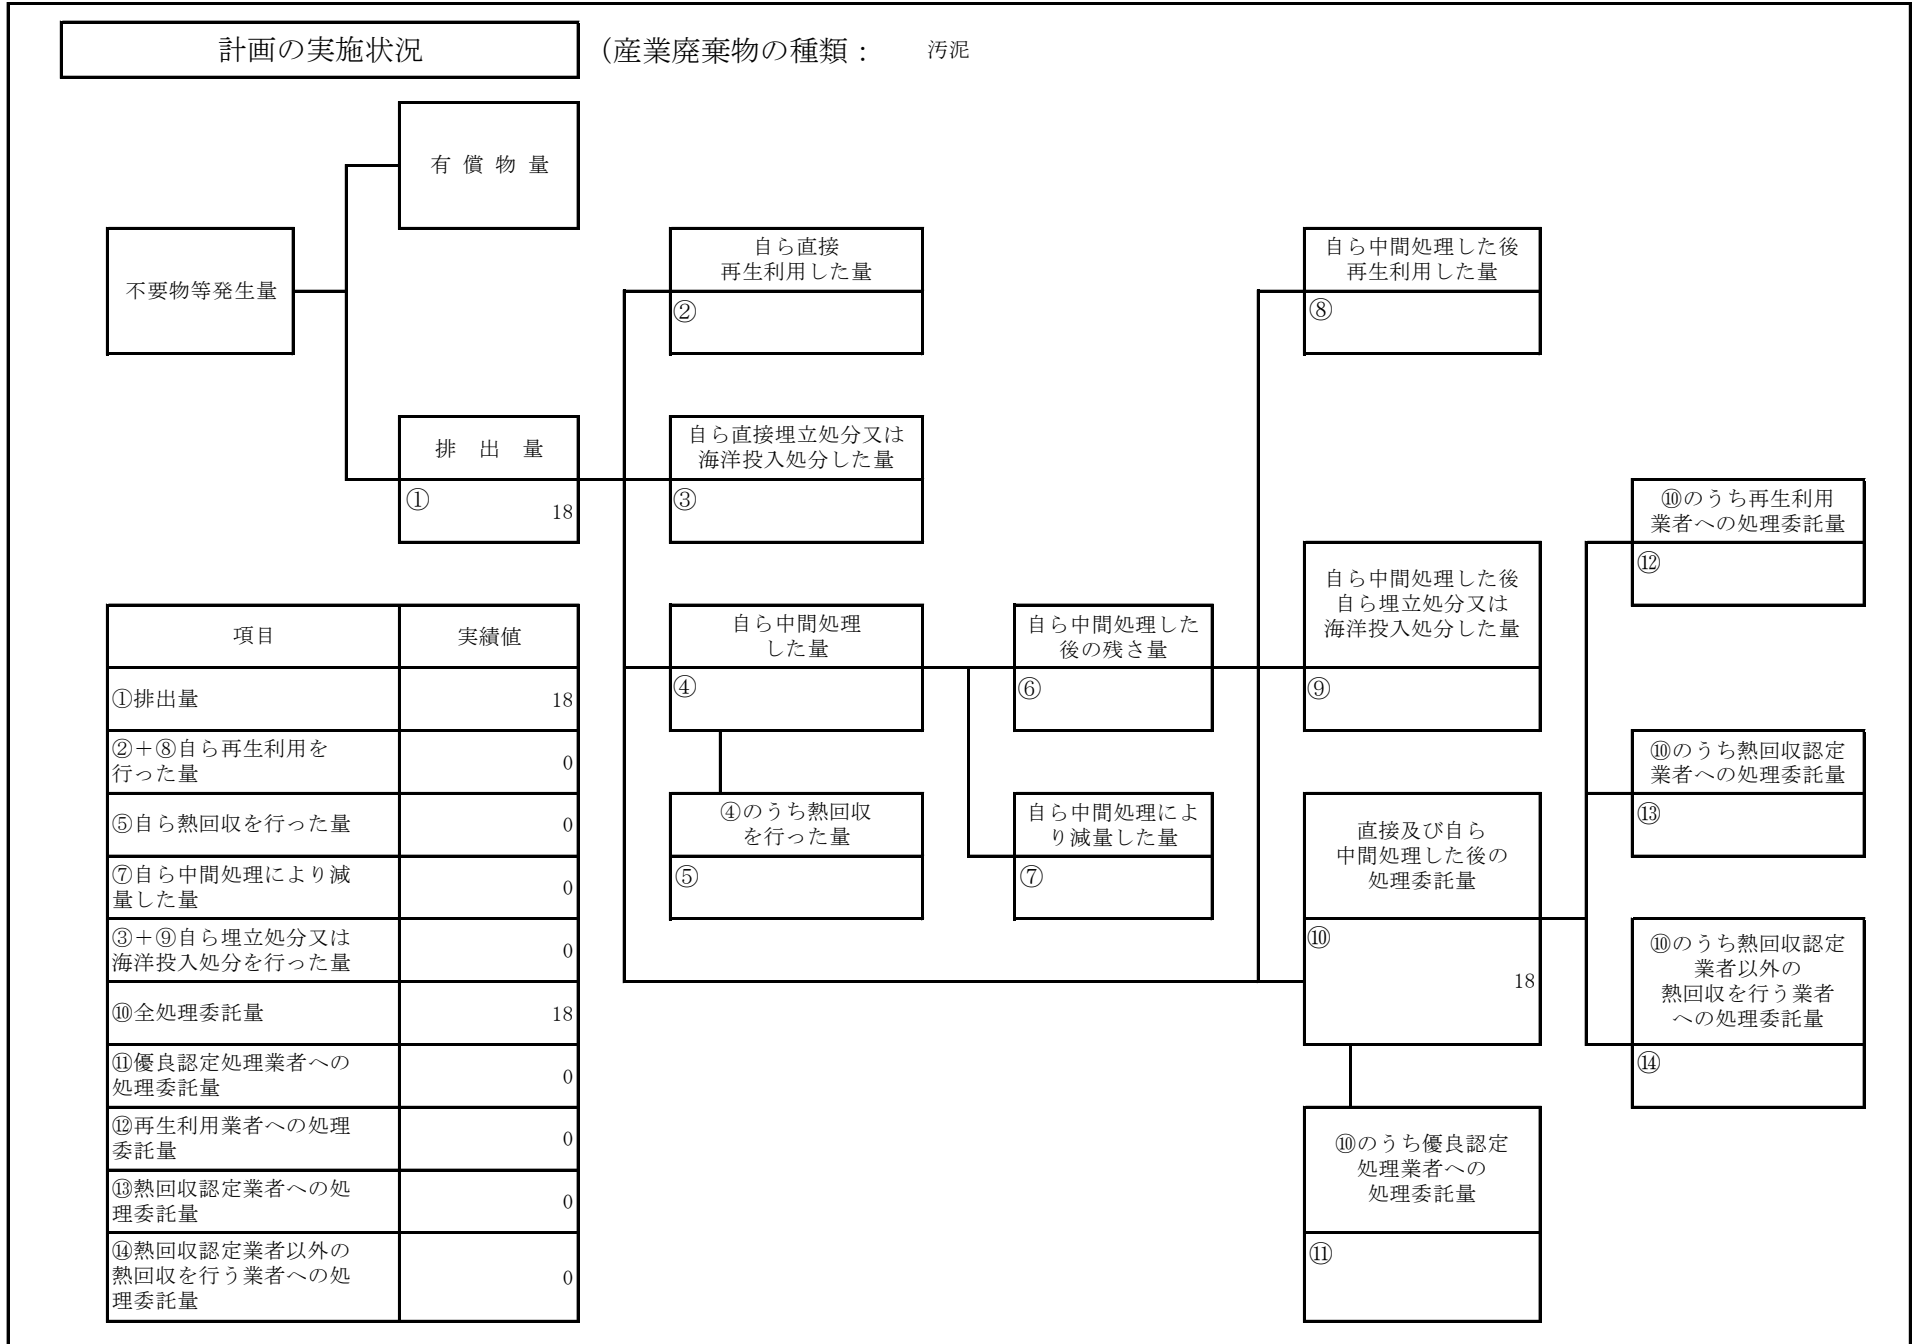 計画の実施状況
(産業廃棄物の種類： 汚泥
有償物量
不要物等発生量
自ら直接
再生利用した量
②
自ら中間処理した後
再生利用した量
⑧
排出量
① 18
自ら直接埋立処分又は
海洋投入処分した量
③
⑩のうち再生利用
業者への処理委託量
⑫
自ら中間処理
した量
④
自ら中間処理した
後の残さ量
⑥
自ら中間処理した後
自ら埋立処分又は
海洋投入処分した量
⑨
⑩のうち熱回収認定
業者への処理委託量
⑬
④のうち熱回収
を行った量
⑤
自ら中間処理によ
り減量した量
⑦
直接及び自ら
中間処理した後の
処理委託量
⑩
18
⑩のうち熱回収認定
業者以外の
熱回収を行う業者
への処理委託量
⑭
⑩のうち優良認定
処理業者への
処理委託量
⑪
項目 実績値
①排出量 18
②＋⑧自ら再生利用を
行った量 0
⑤自ら熱回収を行った量 0
⑦自ら中間処理により減
量した量 0
③＋⑨自ら埋立処分又は
海洋投入処分を行った量 0
⑩全処理委託量 18
⑪優良認定処理業者への
処理委託量 0
⑫再生利用業者への処理
委託量 0
⑬熱回収認定業者への処
理委託量 0
⑭熱回収認定業者以外の
熱回収を行う業者への処 0
理委託量